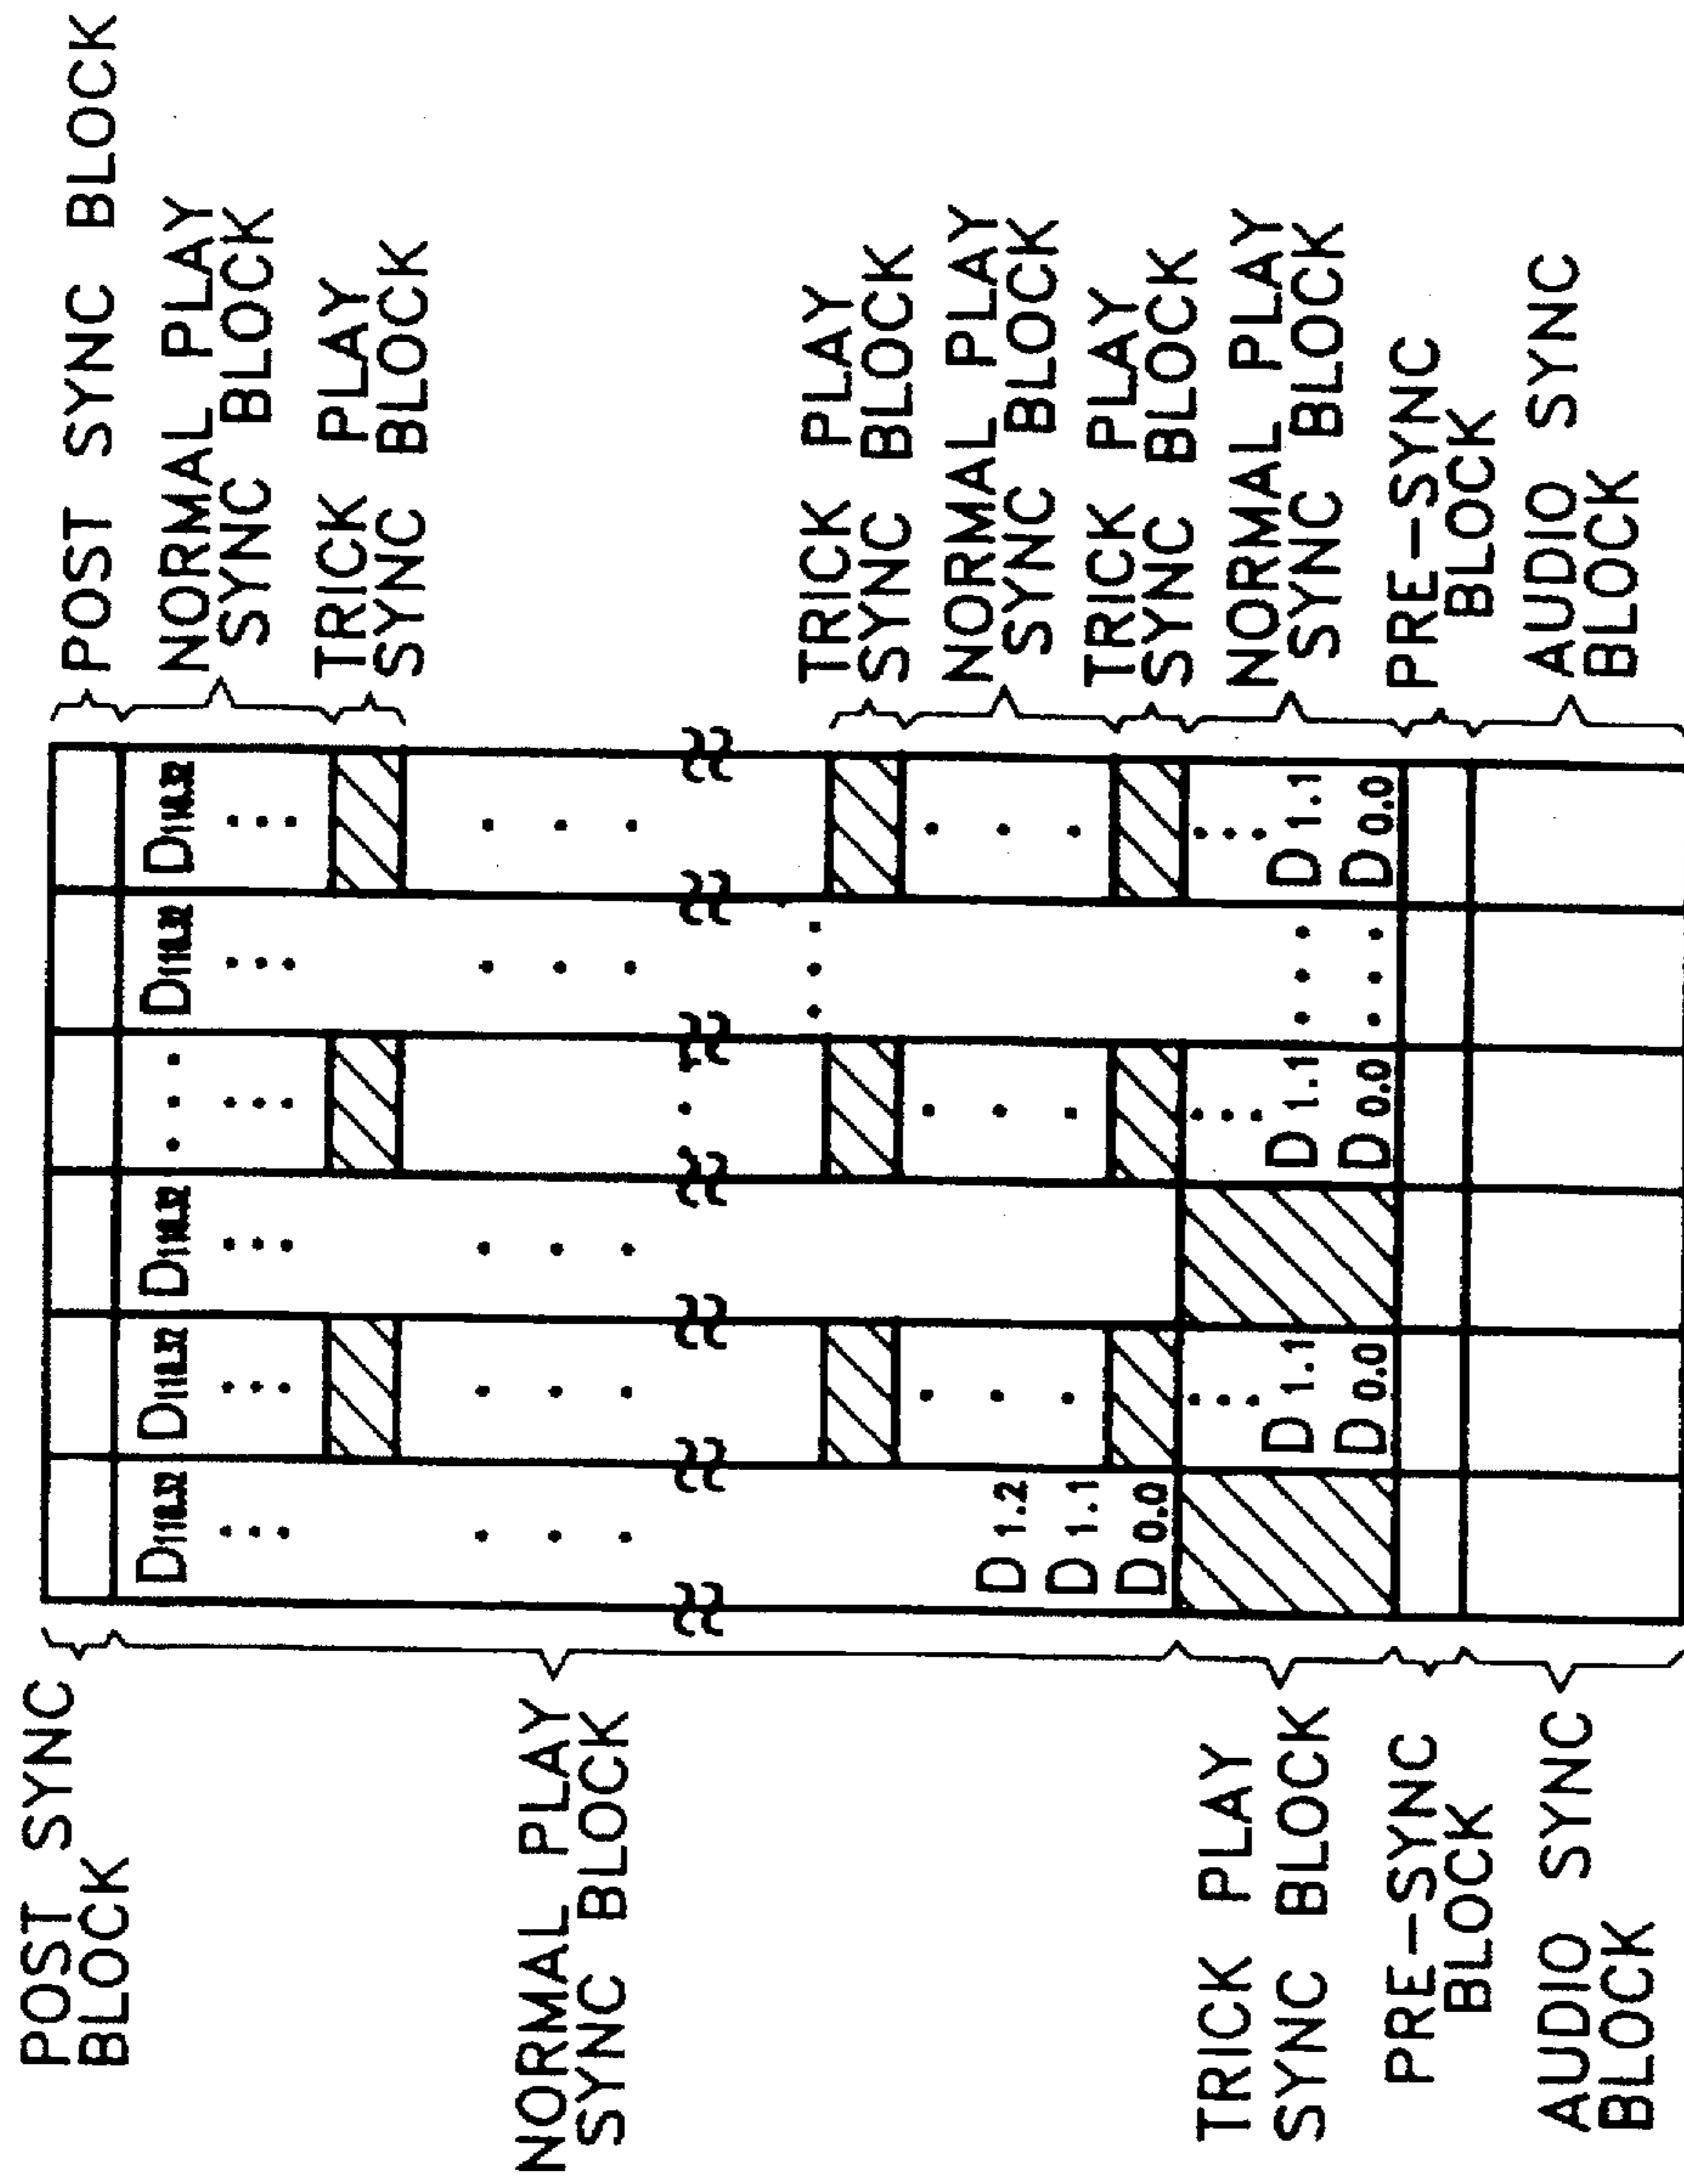 POST SYNC
BLOCK
NORMAL PLAY
SYNC BLOCK
TRICK PLAY
SYNC BLOCK
PRE-SYNC
BLOCK
AUDIO SYNC
BLOCK
D 1.2
D 1.1
D 0.0
D 1.1
D 0.0
D 1.1
D 0.0
D 1.1
D 0.0
POST SYNC BLOCK
NORMAL PLAY
SYNC BLOCK
TRICK PLAY
SYNC BLOCK
TRICK PLAY
SYNC BLOCK
NORMAL PLAY
SYNC BLOCK
TRICK PLAY
SYNC BLOCK
NORMAL PLAY
SYNC BLOCK
PRE-SYNC
BLOCK
AUDIO SYNC
BLOCK